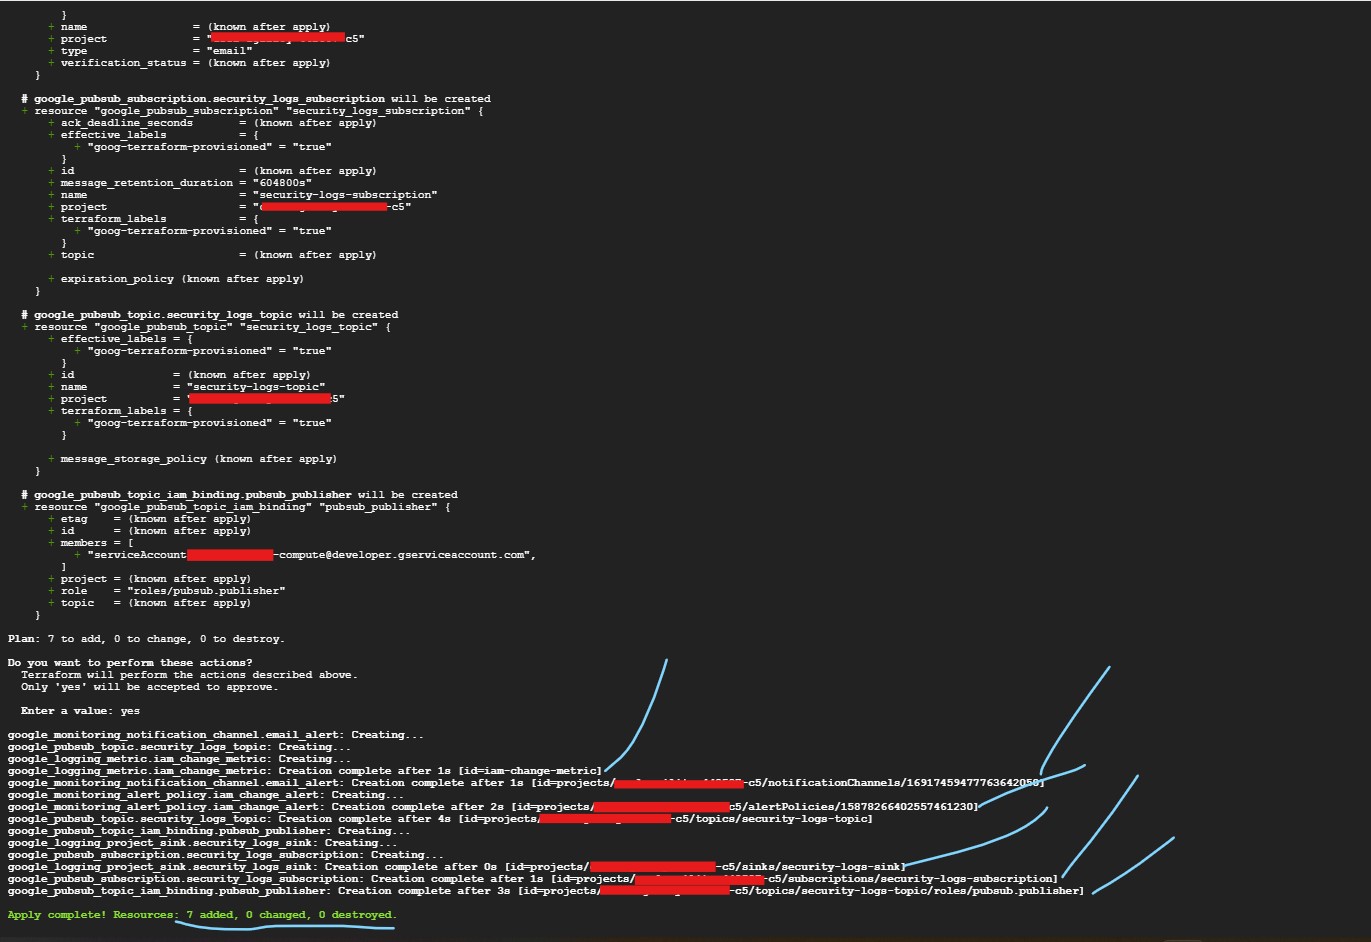 }
+ name = (known after apply)
+ project = " c5"
+ type = "email"
+ verification_status = (known after apply)
}
# google_pubsub_subscription.security_logs_subscription will be created
+ resource "google_pubsub_subscription" "security_logs_subscription" {
+ ack_deadline_seconds = (known after apply)
+ effective_labels = {
+ "goog-terraform-provisioned" = "true"
}
+ id = (known after apply)
+ message_retention_duration = "604800s"
+ name = "security-logs-subscription"
+ project = " -c5"
+ terraform_labels = {
+ "goog-terraform-provisioned" = "true"
}
+ topic = (known after apply)
+ expiration_policy (known after apply)
}
# google_pubsub_topic.security_logs_topic will be created
+ resource "google_pubsub_topic" "security_logs_topic" {
+ effective_labels = {
+ "goog-terraform-provisioned" = "true"
}
+ id = (known after apply)
+ name = "security-logs-topic"
+ project = " 5"
+ terraform_labels = {
+ "goog-terraform-provisioned" = "true"
}
+ message_storage_policy (known after apply)
}
# google_pubsub_topic_iam_binding.pubsub_publisher will be created
+ resource "google_pubsub_topic_iam_binding" "pubsub_publisher" {
+ etag = (known after apply)
+ id = (known after apply)
+ members = [
+ "serviceAccount -compute@developer.gserviceaccount.com",
]
+ project = (known after apply)
+ role = "roles/pubsub.publisher"
+ topic = (known after apply)
}
Plan: 7 to add, 0 to change, 0 to destroy.
Do you want to perform these actions?
Terraform will perform the actions described above.
Only 'yes' will be accepted to approve.
Enter a value: yes
google_monitoring_notification_channel.email_alert: Creating...
google_pubsub_topic.security_logs_topic: Creating...
google_logging_metric.iam_change_metric: Creating...
google_logging_metric.iam_change_metric: Creation complete after 1s [id=iam-change-metric]
google_monitoring_notification_channel.email_alert: Creation complete after 1s [id=projects/ -c5/notificationChannels/16917459477763642050]
google_monitoring_alert_policy.iam_change_alert: Creating...
google_monitoring_alert_policy.iam_change_alert: Creation complete after 2s [id=projects/ c5/alertPolicies/15878266402557461230]
google_pubsub_topic.security_logs_topic: Creation complete after 4s [id=projects/ -c5/topics/security-logs-topic]
google_pubsub_topic_iam_binding.pubsub_publisher: Creating...
google_logging_project_sink.security_logs_sink: Creating...
google_pubsub_subscription.security_logs_subscription: Creating...
google_logging_project_sink.security_logs_sink: Creation complete after 0s [id=projects/ -c5/sinks/security-logs-sink]
google_pubsub_subscription.security_logs_subscription: Creation complete after 1s [id=projects/ -c5/subscriptions/security-logs-subscription]
google_pubsub_topic_iam_binding.pubsub_publisher: Creation complete after 3s [id=projects/ -c5/topics/security-logs-topic/roles/pubsub.publisher]
Apply complete! Resources: 7 added, 0 changed, 0 destroyed.